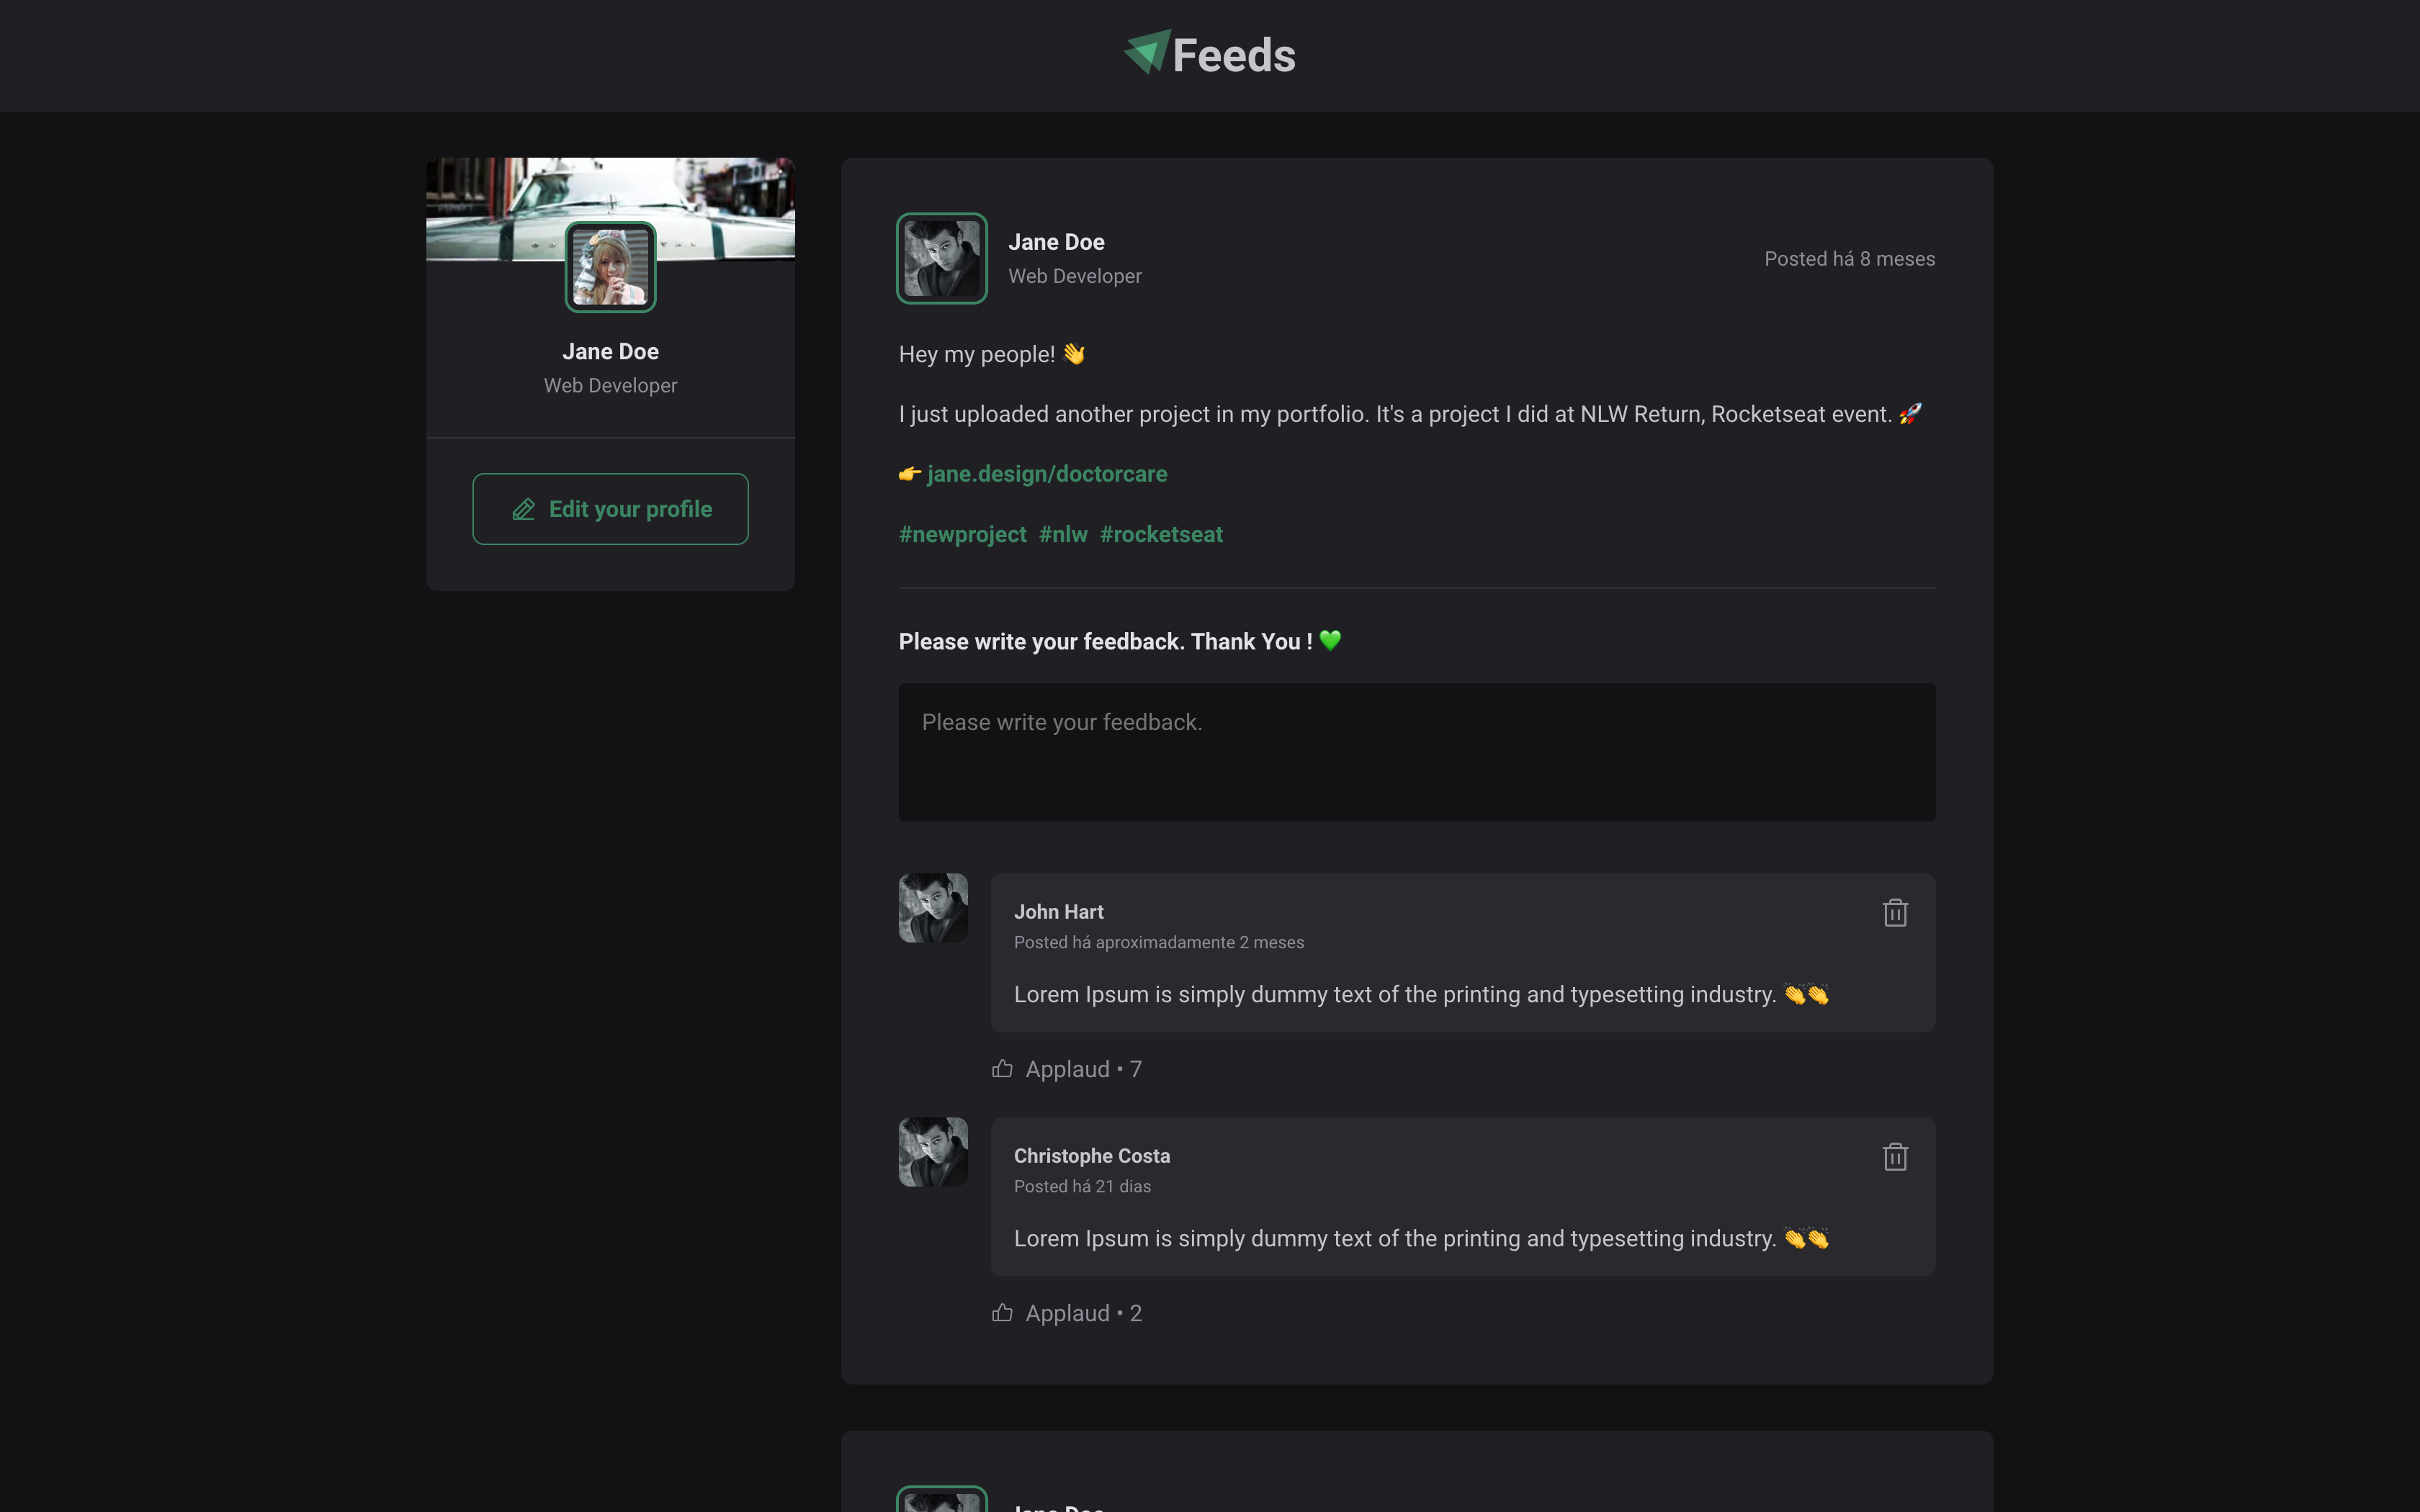 Feeds
Jane Doe
Web Developer
Edit your profile
Jane Doe
Web Developer
Posted há 8 meses
Hey my people! 👋
I just uploaded another project in my portfolio. It's a project I did at NLW Return, Rocketseat event. 🚀
👉 jane.design/doctorcare
#newproject #nlw #rocketseat
Please write your feedback. Thank You ! 💚
Please write your feedback.
John Hart
Posted há aproximadamente 2 meses
Lorem Ipsum is simply dummy text of the printing and typesetting industry. 👏👏
Applaud • 7
Christophe Costa
Posted há 21 dias
Lorem Ipsum is simply dummy text of the printing and typesetting industry. 👏👏
Applaud • 2